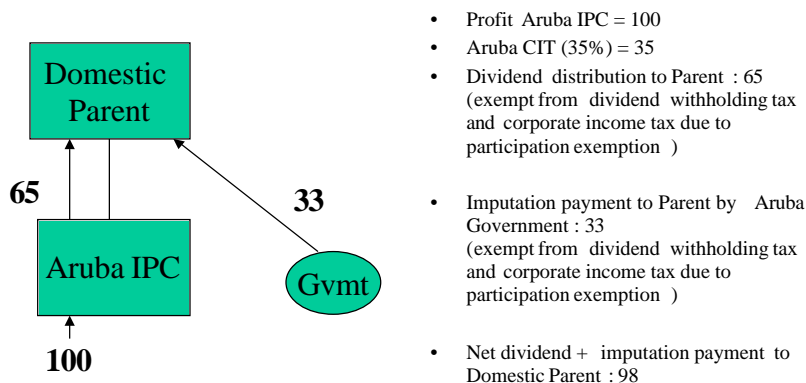 Domestic
Parent
65
33
Aruba IPC
Gvmt
100
• Profit Aruba IPC = 100
• Aruba CIT (35%) = 35
• Dividend distribution to Parent : 65
(exempt from dividend withholding tax
and corporate income tax due to
participation exemption )
• Imputation payment to Parent by Aruba
Government : 33
(exempt from dividend withholding tax
and corporate income tax due to
participation exemption )
• Net dividend + imputation payment to
Domestic Parent : 98